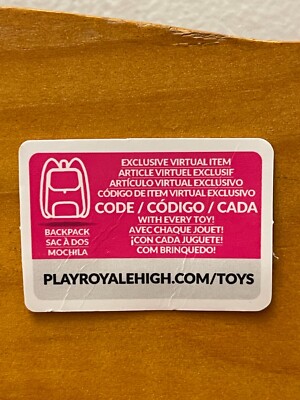 EXCLUSIVE VIRTUAL ITEM
ARTICLE VIRTUEL EXCLUSIF
ARTÍCULO VIRTUAL EXCLUSIVO
CÓDIGO DE ITEM VIRTUAL EXCLUSIVO
CODE / CÓDIGO / CADA
WITH EVERY TOY!
AVEC CHAQUE JOUET!
¡CON CADA JUGUETE!
COM BRINQUEDO!
BACKPACK
SAC À DOS
MOCHILA
PLAYROYALEHIGH.COM/TOYS